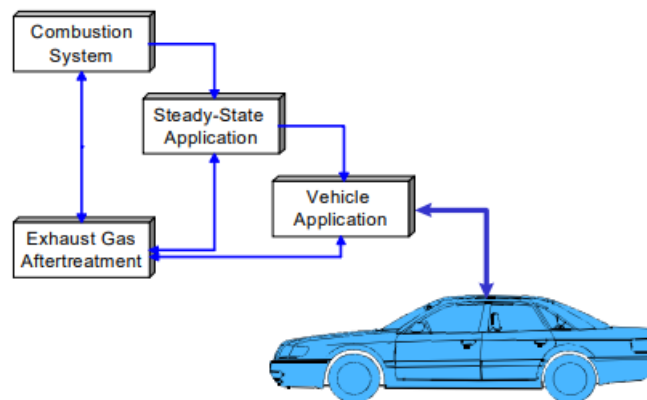 Combustion
System
Steady-State
Application
Vehicle
Application
Exhaust Gas
Aftertreatment